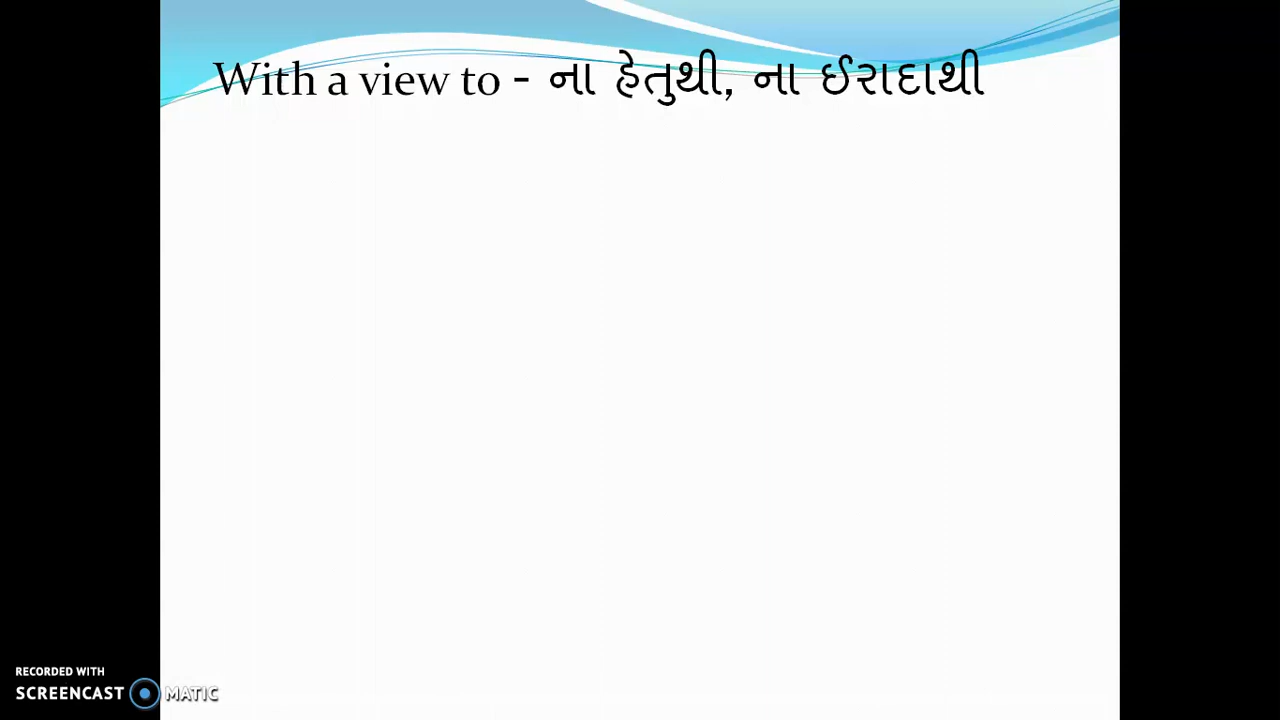 With a view to - ના હેતુથી, ના ઈરાદાથી
RECORDED WITH
SCREENCAST MATIC